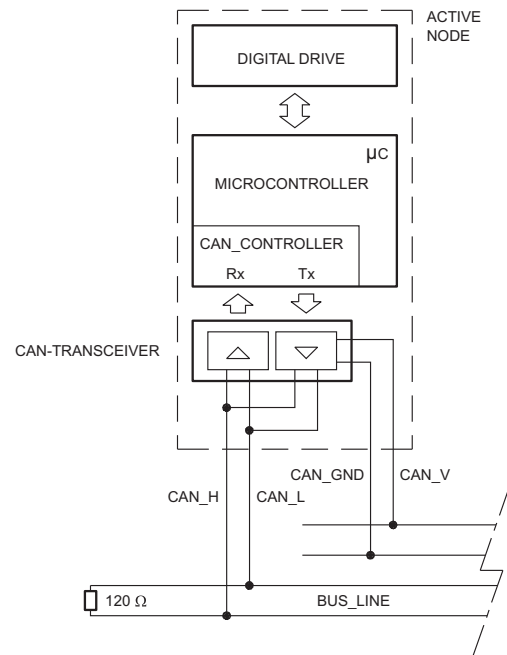 ACTIVE
NODE
DIGITAL DRIVE
µC
MICROCONTROLLER
CAN_CONTROLLER
Rx Tx
CAN-TRANSCEIVER
CAN_GND CAN_V
CAN_H CAN_L
120 Ω BUS_LINE